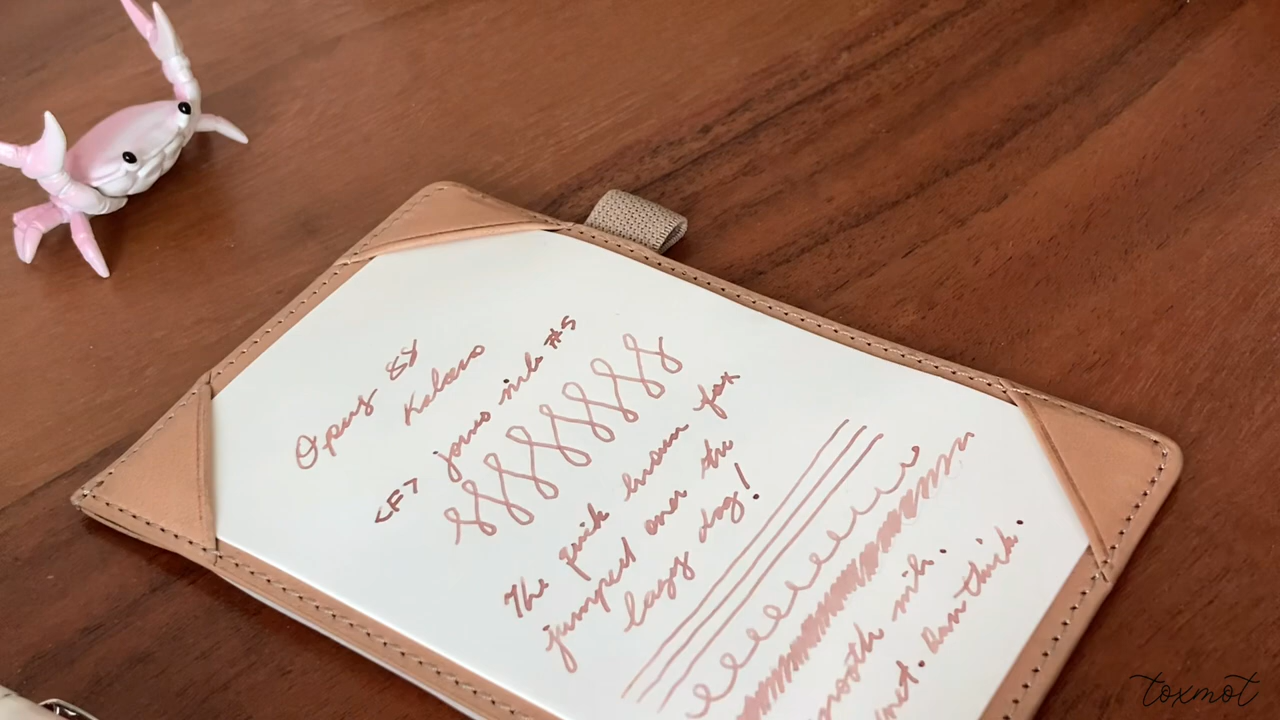 Opus 88
Koloro
<F> jowo nib #5
The quick brown fox
jumped over the
lazy dog!
smooth nib.
wet. Run thick.
toxmot